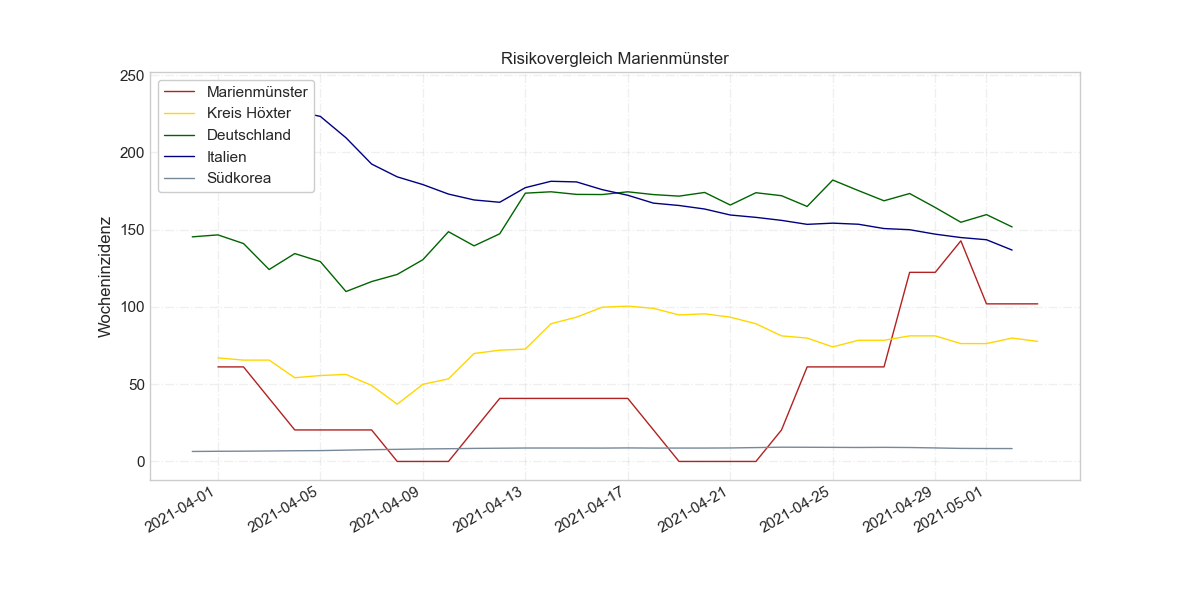 Risikovergleich Marienmünster
Wocheninzidenz
250
200
150
100
50
0
Marienmünster
Kreis Höxter
Deutschland
Italien
Südkorea
2021-04-01
2021-04-05
2021-04-09
2021-04-13
2021-04-17
2021-04-21
2021-04-25
2021-04-29
2021-05-01